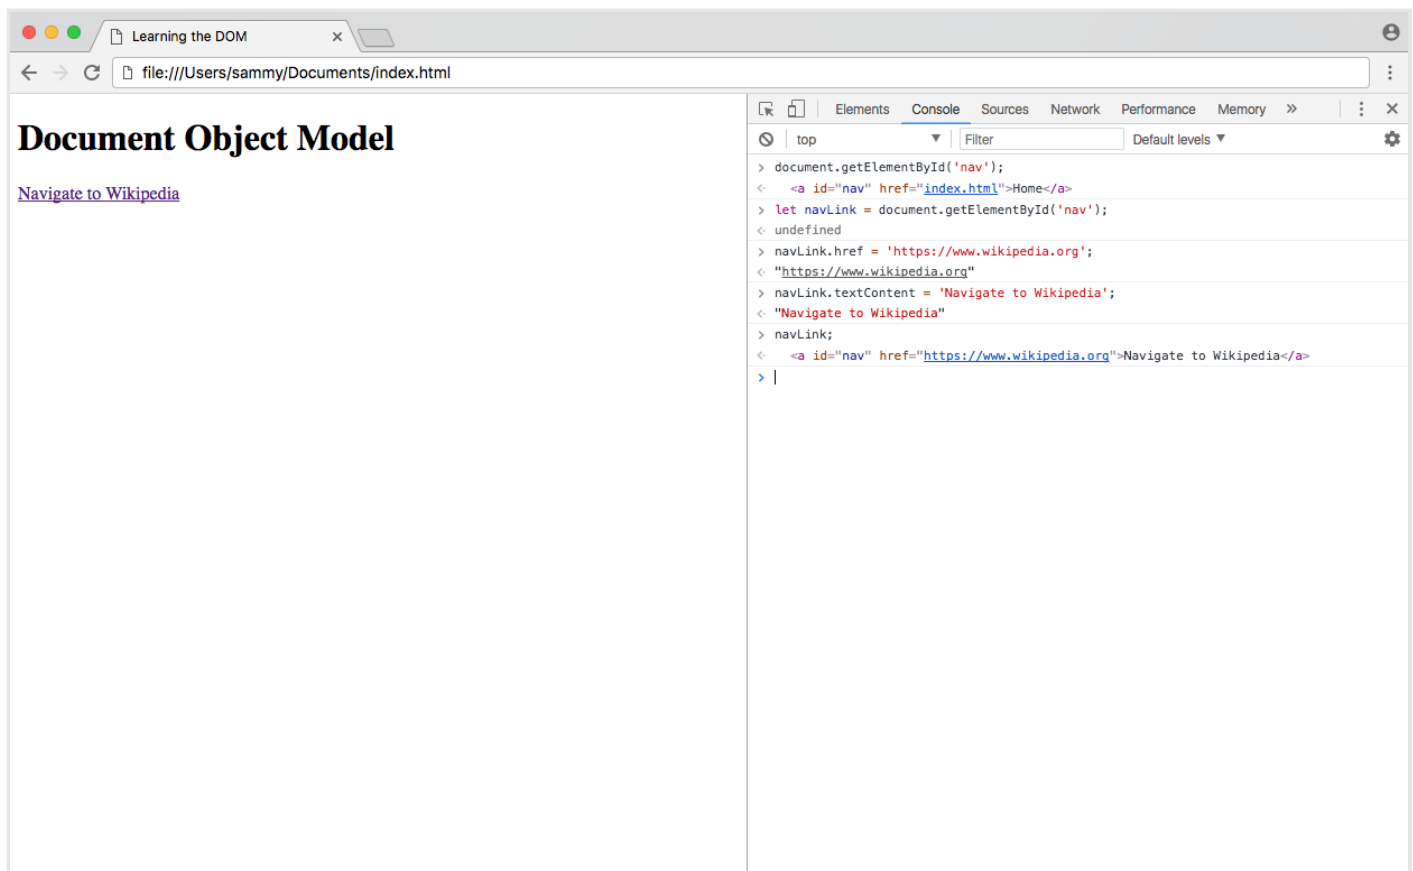 Learning the DOM
file:///Users/sammy/Documents/index.html
Document Object Model
Navigate to Wikipedia
Elements Console Sources Network Performance Memory »
top Filter Default levels
> document.getElementById('nav');
<a id="nav" href="index.html">Home</a>
> let navLink = document.getElementById('nav');
undefined
> navLink.href = 'https://www.wikipedia.org';
"https://www.wikipedia.org"
> navLink.textContent = 'Navigate to Wikipedia';
"Navigate to Wikipedia"
> navLink;
<a id="nav" href="https://www.wikipedia.org">Navigate to Wikipedia</a>
>